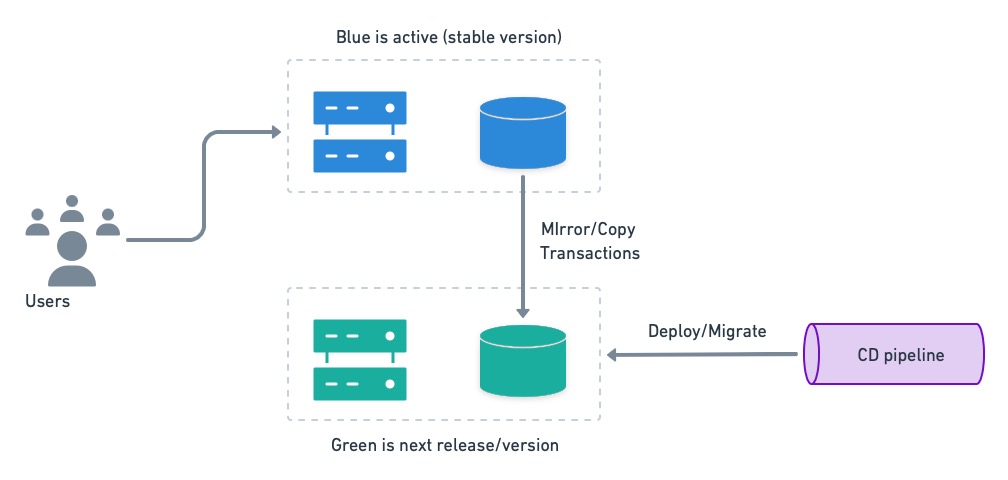 Blue is active (stable version)
MIrror/Copy
Transactions
Users
Deploy/Migrate
CD pipeline
Green is next release/version